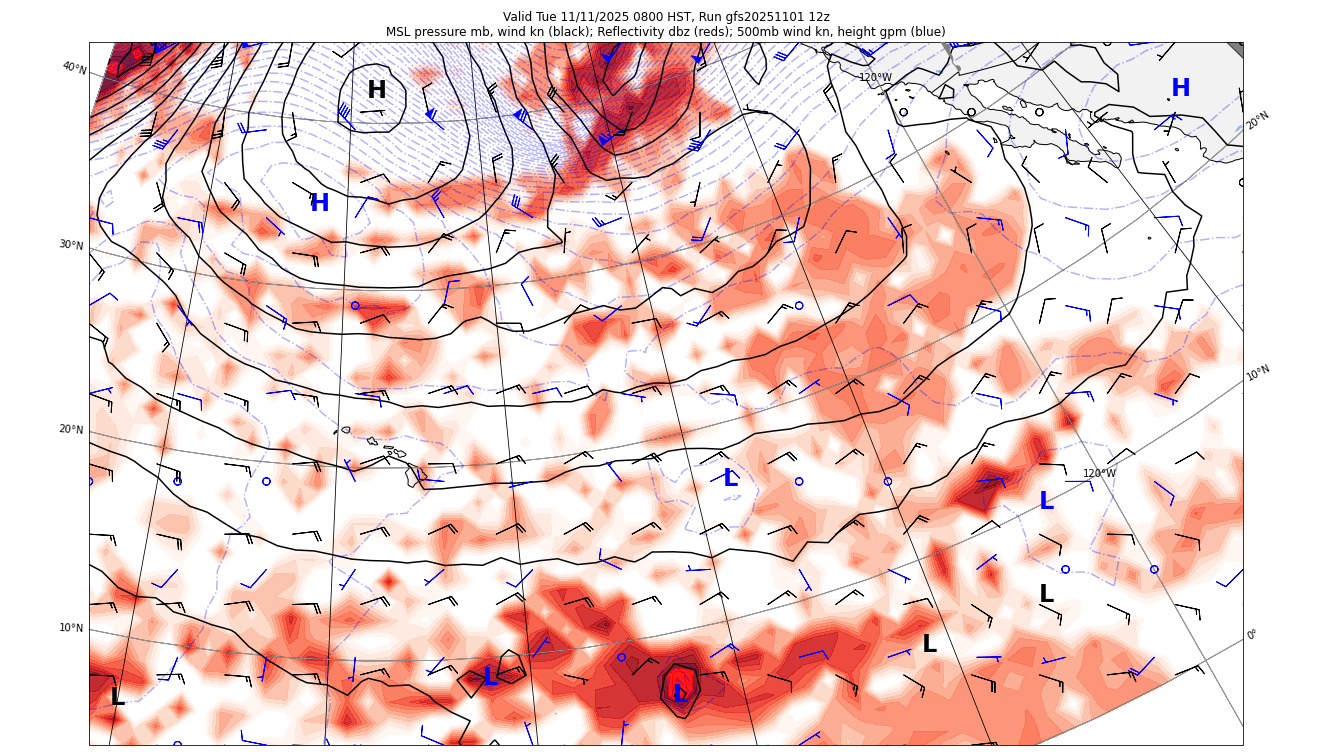 Valid Tue 11/11/2025 0800 HST, Run gfs20251101 12z
MSL pressure mb, wind kn (black); Reflectivity dbz (reds); 500mb wind kn, height gpm (blue)
40°N
120°W
H
H
20°N
H
30°N
10°N
20°N
120°W
L
L
L
10°N
0°
L
L
L
L